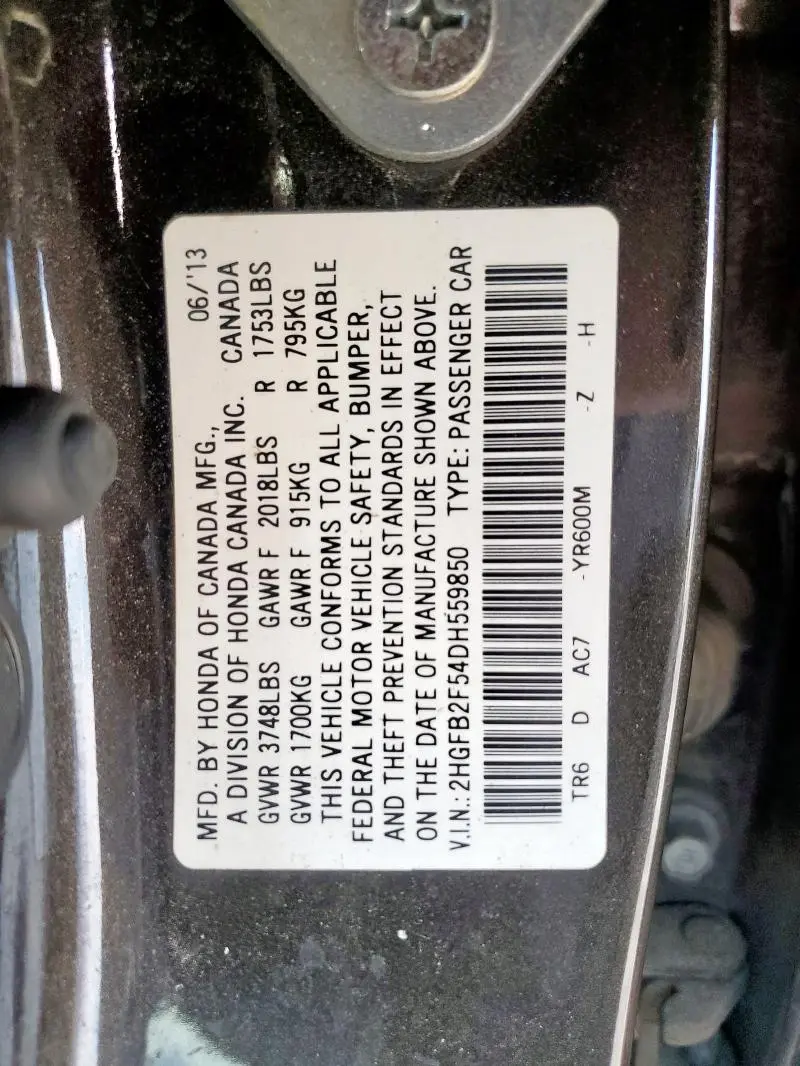 MFD. BY HONDA OF CANADA MFG., 06/'13
A DIVISION OF HONDA CANADA INC. CANADA
GVWR 3748LBS GAWR F 2018LBS R 1753LBS
GVWR 1700KG GAWR F 915KG R 795KG
THIS VEHICLE CONFORMS TO ALL APPLICABLE
FEDERAL MOTOR VEHICLE SAFETY, BUMPER,
AND THEFT PREVENTION STANDARDS IN EFFECT
ON THE DATE OF MANUFACTURE SHOWN ABOVE.
V.I.N.: 2HGFB2F54DH559850 TYPE: PASSENGER CAR
TR6 D AC7 -YR600M -Z -H